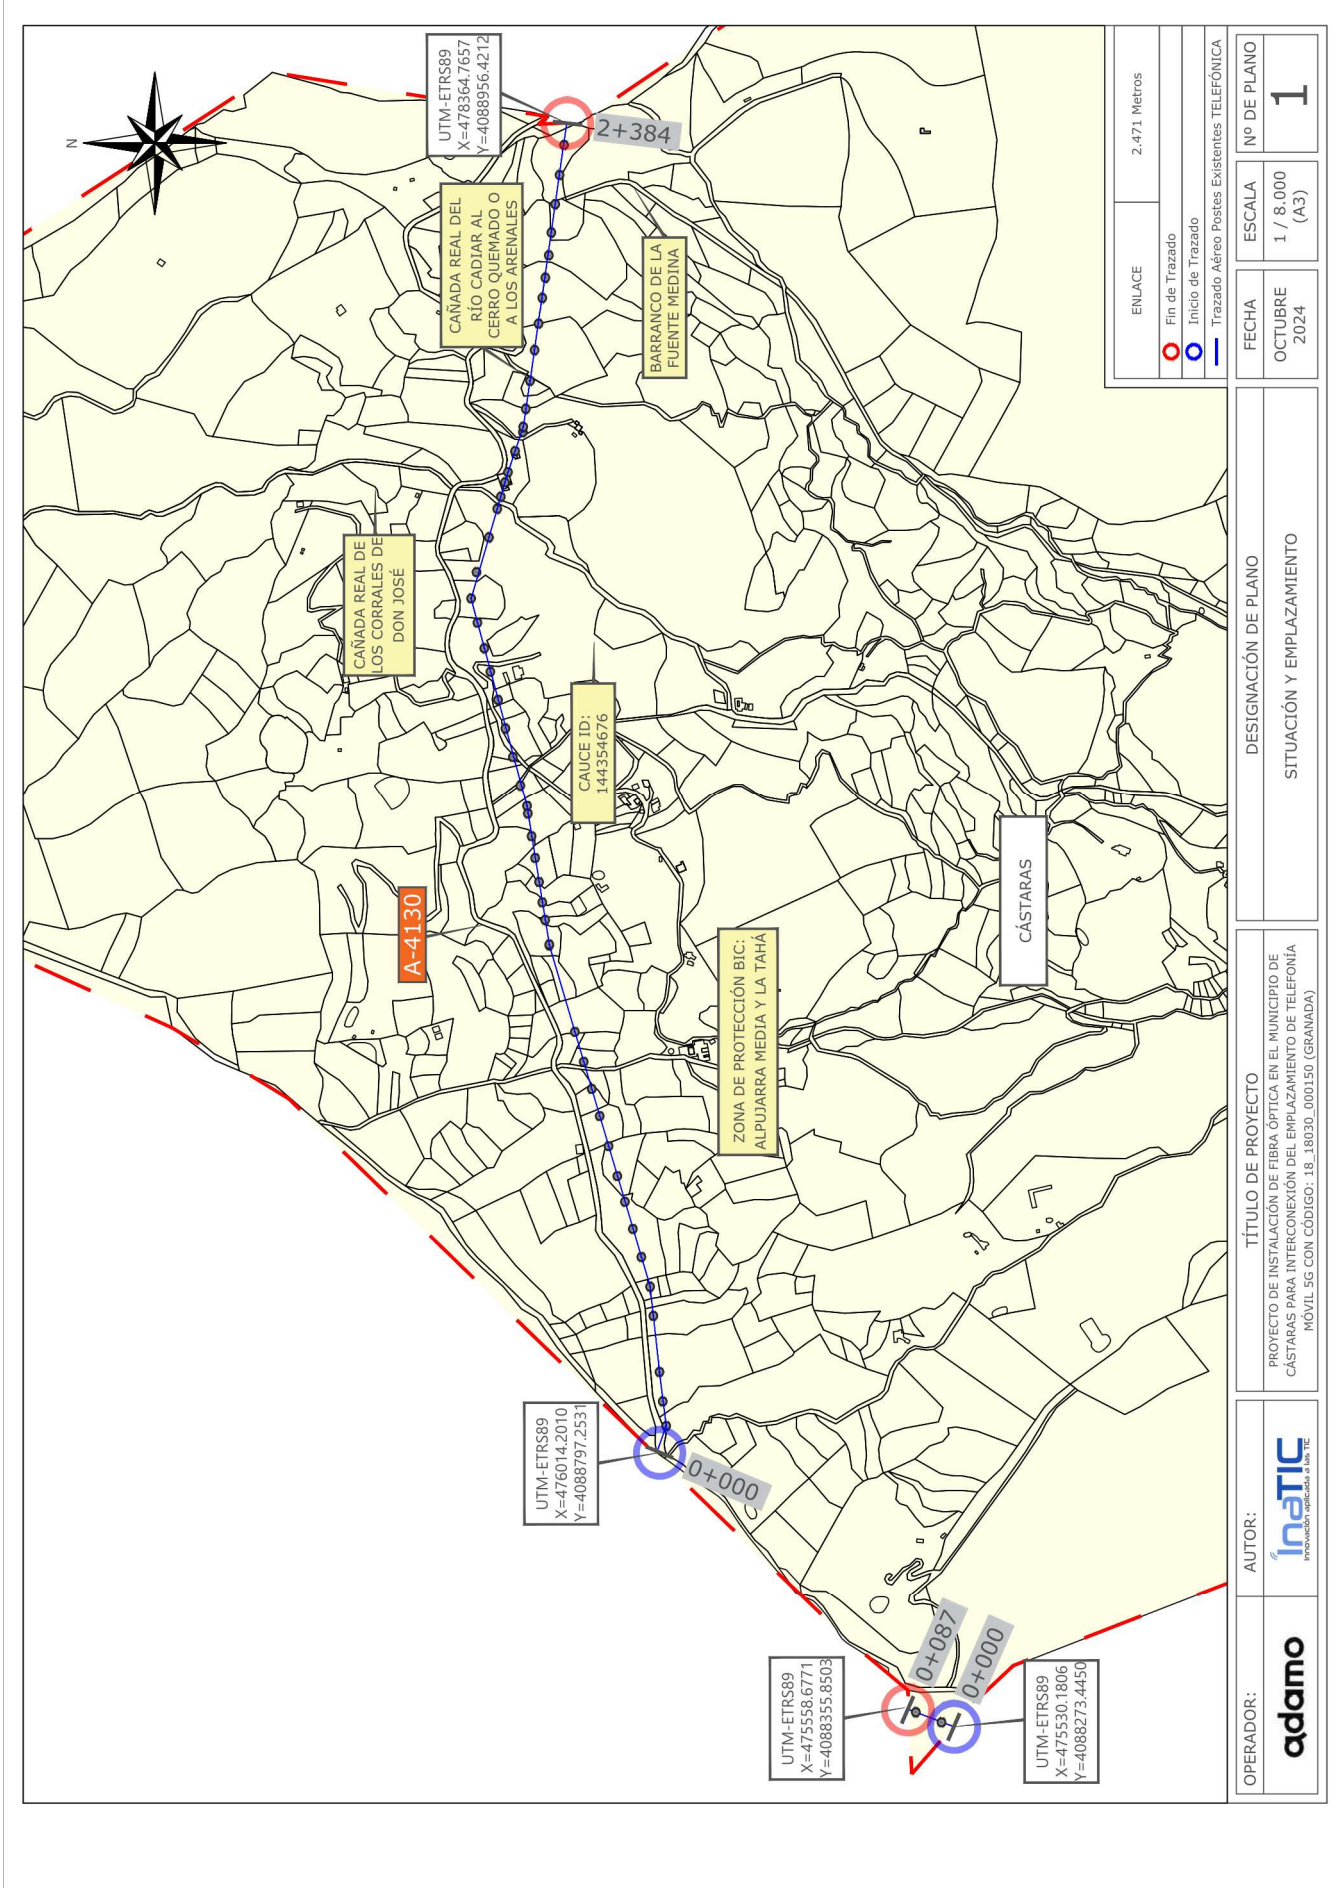 N
UTM-ETRS89
X=475558.6771
Y=4088355.8503
0+087
0+000
UTM-ETRS89
X=475530.1806
Y=4088273.4450
UTM-ETRS89
X=476014.2010
Y=4088797.2531
0+000
A-4130
ZONA DE PROTECCIÓN BIC:
ALPUJARRA MEDIA Y LA TAHÁ
CÁSTARAS
CAUCE ID:
144354676
CAÑADA REAL DE
LOS CORRALES DE
DON JOSÉ
CAÑADA REAL DEL
RÍO CADIAR AL
CERRO QUEMADO O
A LOS ARENALES
BARRANCO DE LA
FUENTE MEDINA
UTM-ETRS89
X=478364.7657
Y=4088956.4212
2+384
ENLACE
2.471 Metros
Fin de Trazado
Inicio de Trazado
Trazado Aéreo Postes Existentes TELEFÓNICA
OPERADOR:
adamo
AUTOR:
inaTIC
Innovación aplicada a las TIC
TÍTULO DE PROYECTO
PROYECTO DE INSTALACIÓN DE FIBRA ÓPTICA EN EL MUNICIPIO DE
CÁSTARAS PARA INTERCONEXIÓN DEL EMPLAZAMIENTO DE TELEFONÍA
MÓVIL 5G CON CÓDIGO: 18_18030_000150 (GRANADA)
DESIGNACIÓN DE PLANO
SITUACIÓN Y EMPLAZAMIENTO
FECHA
OCTUBRE
2024
ESCALA
1 / 8.000
(A3)
Nº DE PLANO
1